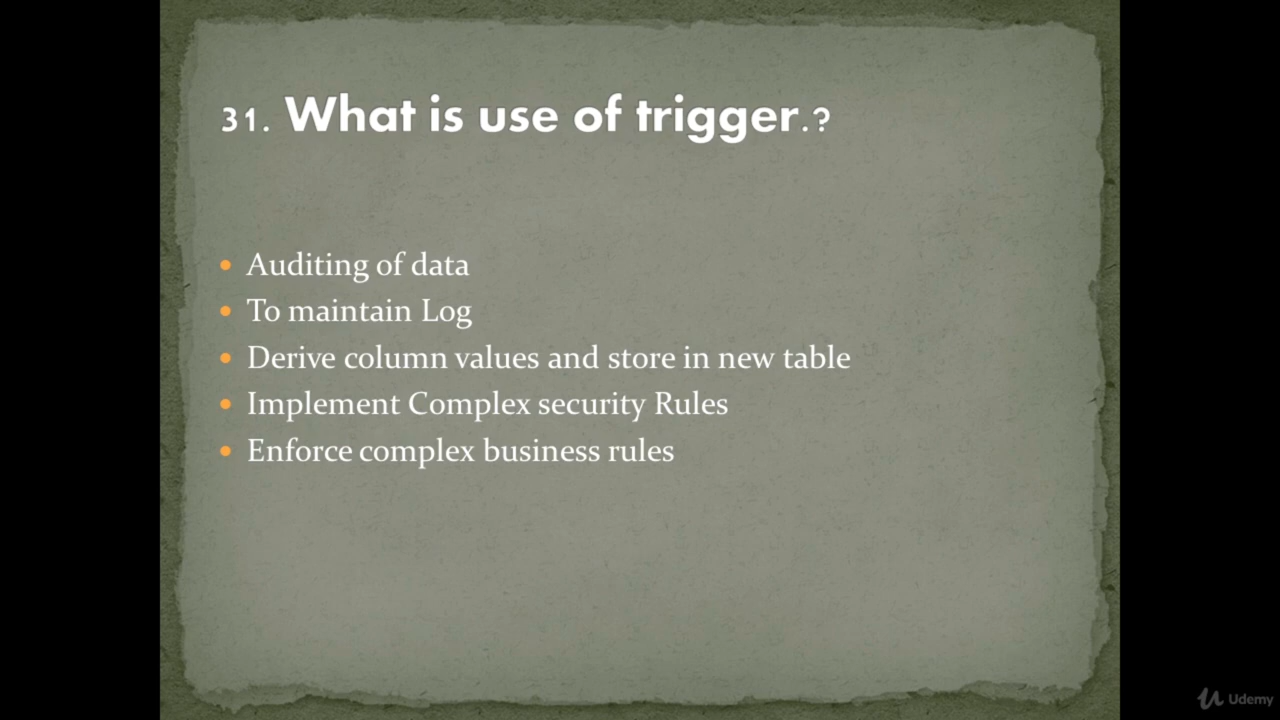 31. What is use of trigger.?
• Auditing of data
• To maintain Log
• Derive column values and store in new table
• Implement Complex security Rules
• Enforce complex business rules
Udemy